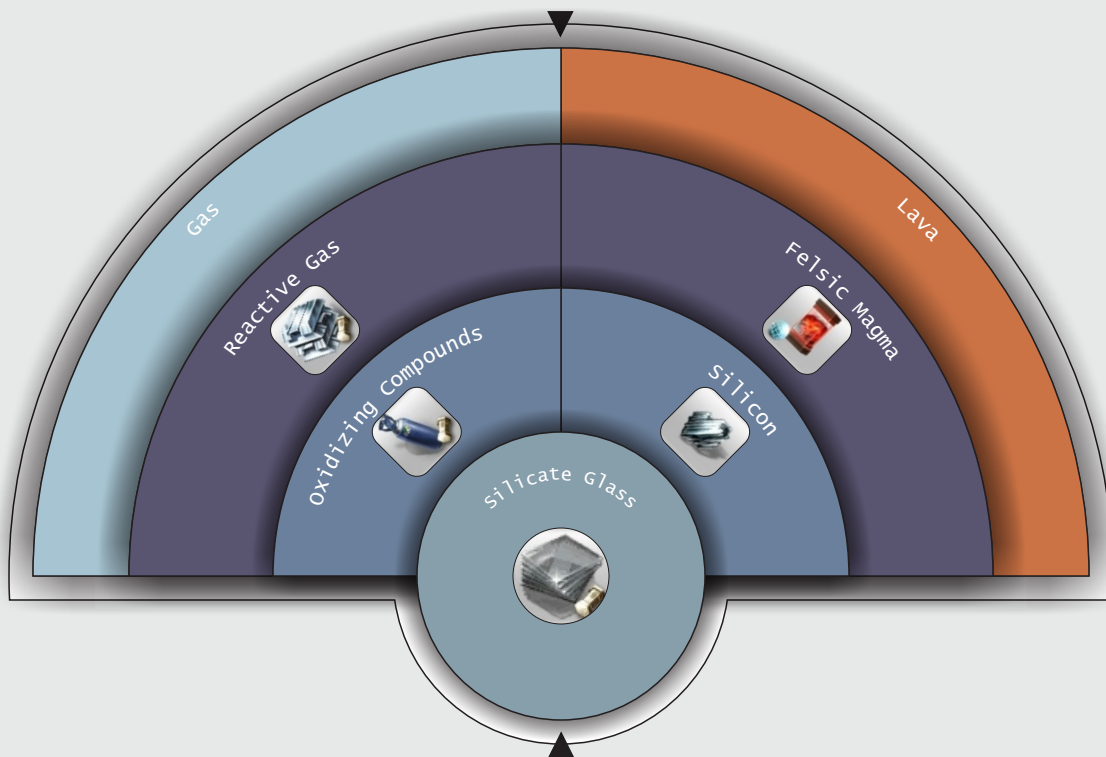 Gas
Lava
Reactive Gas
Felsic Magma
Oxidizing Compounds
Silicon
Silicate Glass